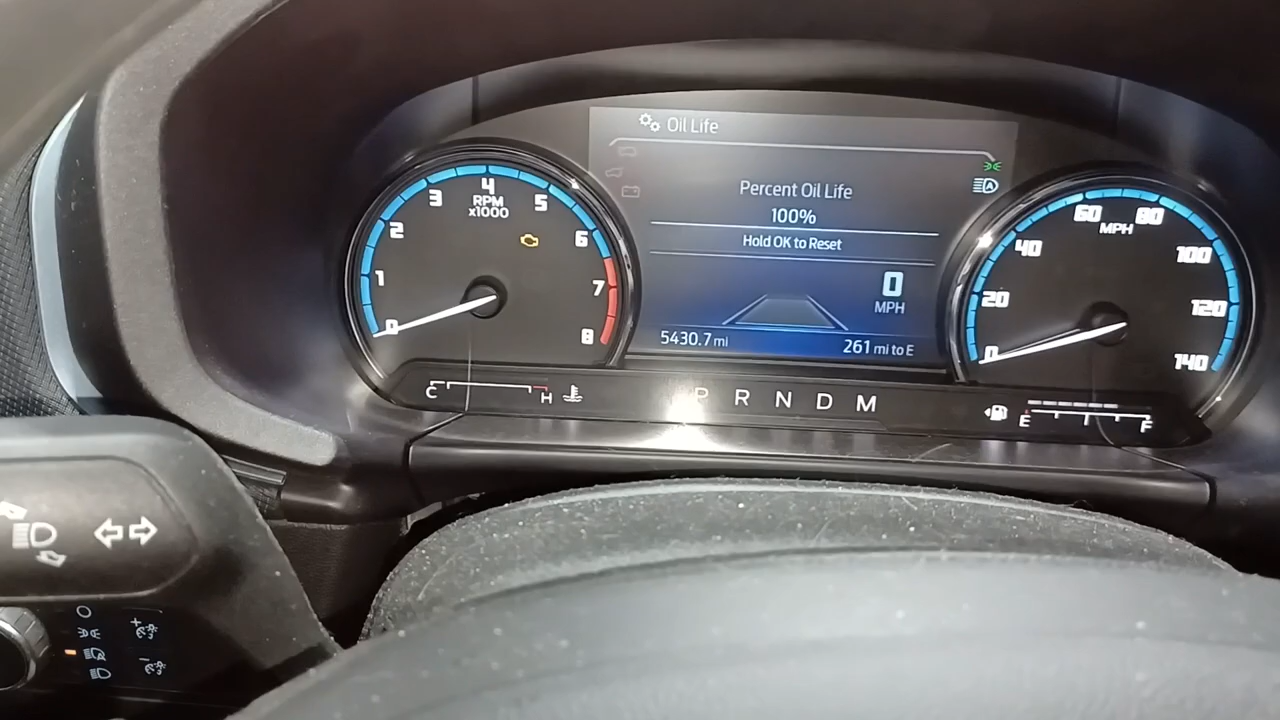 Oil Life
Percent Oil Life
100%
Hold OK to Reset
0
MPH
5430.7 mi
261 mi to E
0
1
2
3
4
5
6
7
8
RPM
x1000
0
20
40
60
80
100
120
140
MPH
C
H
P R N D M
E
F